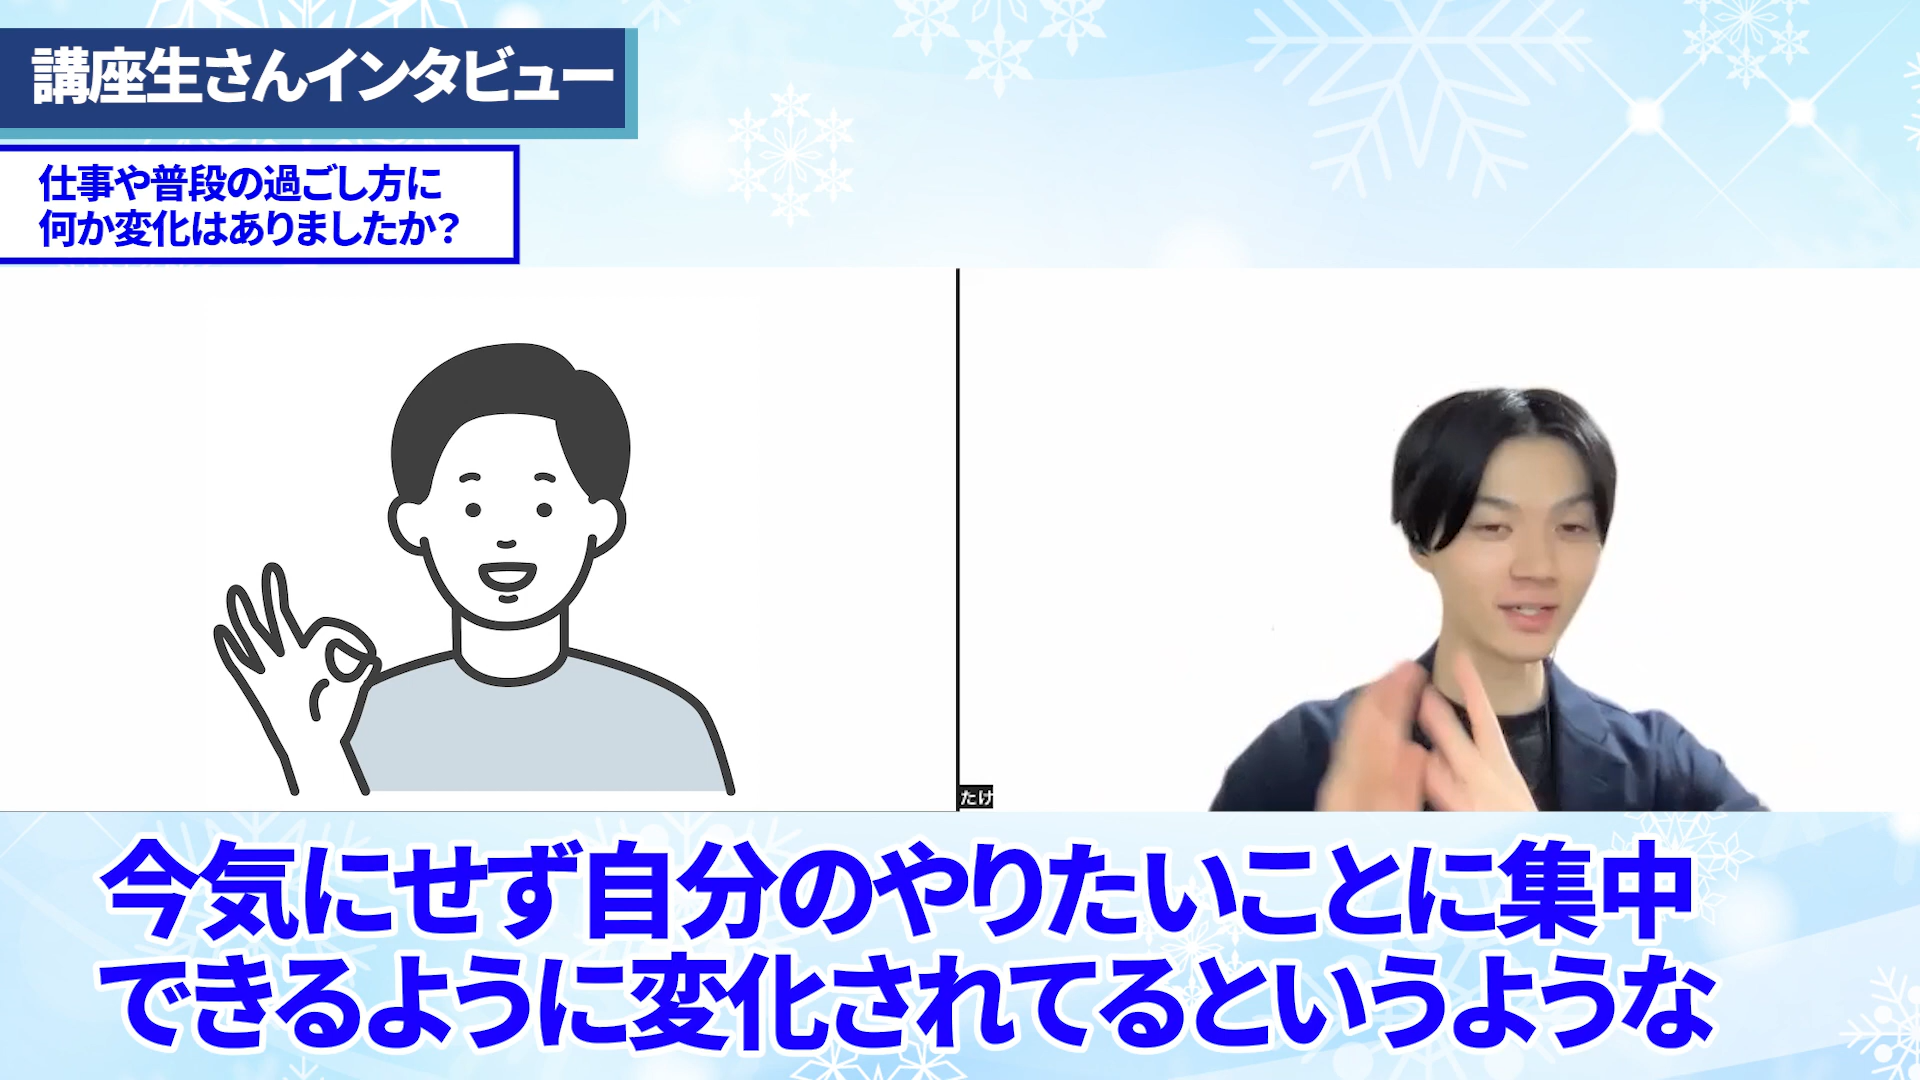 講座生さんインタビュー
仕事や普段の過ごし方に
何か変化はありましたか?
たけ
今気にせず自分のやりたいことに集中
できるように変化されてるというような